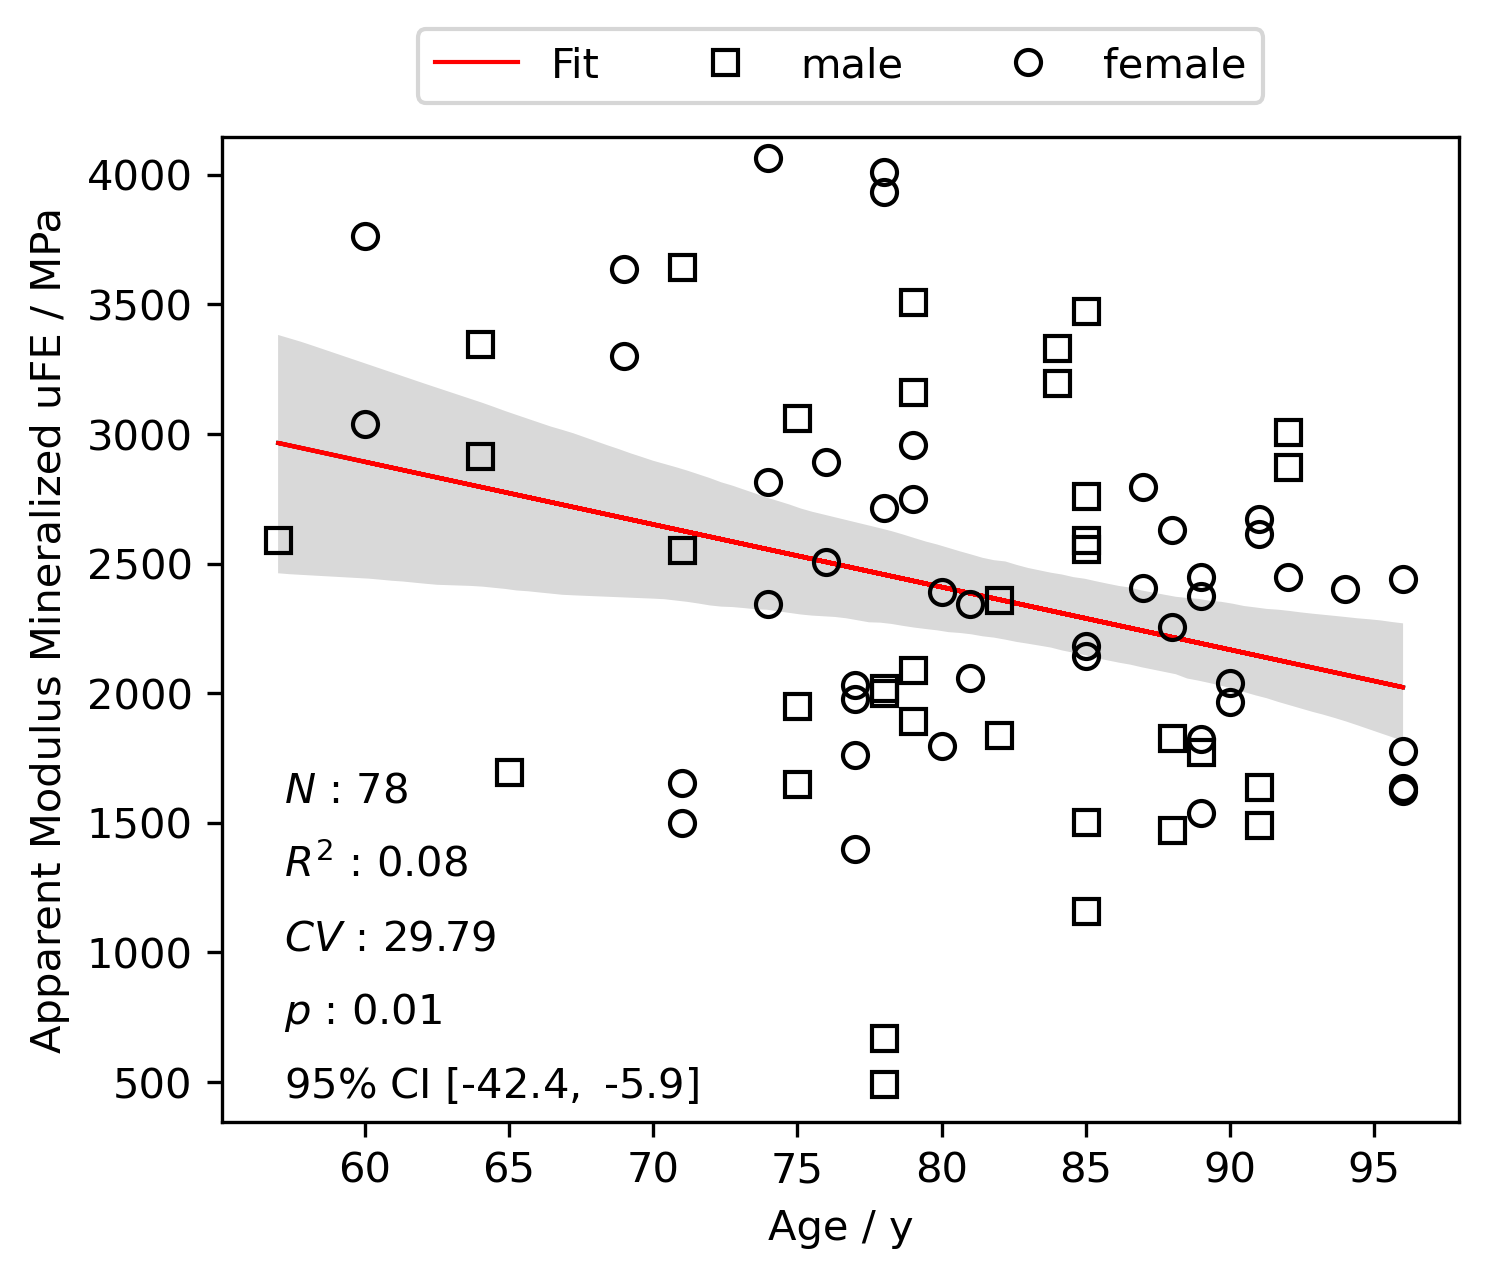 Fit male female
Apparent Modulus Mineralized uFE / MPa
4000
3500
3000
2500
2000
1500
1000
500
N : 78
R² : 0.08
CV : 29.79
p : 0.01
95% CI [-42.4, -5.9]
60 65 70 75 80 85 90 95
Age / y